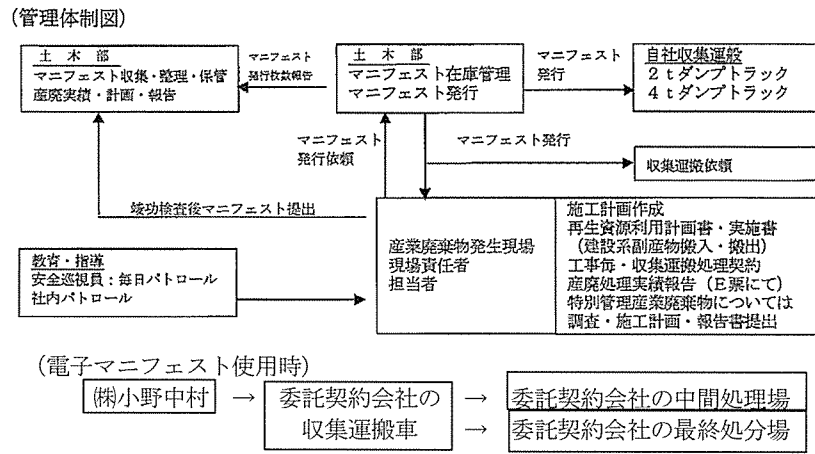 (管理体制図)
土木部
マニフェスト収集・整理・保管
産廃実績・計画・報告
マニフェスト
発行枚数報告
土木部
マニフェスト在庫管理
マニフェスト発行
マニフェスト
発行
自社収集運般
2tダンプトラック
4tダンプトラック
マニフェスト
発行依頼
マニフェスト発行
収集運搬依頼
竣功検査後マニフェスト提出
産業廃棄物発生現場
現場責任者
担当者
施工計画作成
再生資源利用計画書・実施書
(建設系副産物搬入・搬出)
工事毎・収集運搬処理契約
産廃処理実績報告(E票にて)
特別管理産業廃棄物については
調査・施工計画・報告書提出
教育・指導
安全巡視員:毎日パトロール
社内パトロール
(電子マニフェスト使用時)
㈱小野中村 → 委託契約会社の → 委託契約会社の中間処理場
収集運搬車 → 委託契約会社の最終処分場